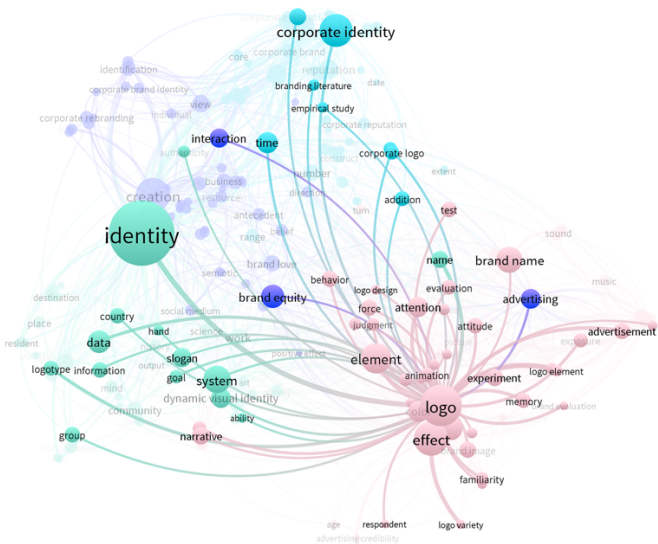 corporate identity
core
corporate brand
reputation
identification
date
corporate brand identity
branding literature
view
empirical study
individual
corporate rebranding
corporate reputation
interaction
time
authenticity
corporate logo
construct
extent
number
business
direction
creation
resource
addition
tum
test
antecedent
belief
identity
range
sound
name
brand name
brand love
semiotic
behavior
music
logo design
evaluation
destination
brand equity
advertising
social medium
force
attention
country
place
judgment
attitude
hand
science
advertisement
data
work
resident
output
slogan
positive effect
element
exposure
logotype
information
goal
animation
experiment
logo element
system
mind
dynamic visual identity
memory
community
logo
brand evaluation
ability
group
narrative
effect
brand image
familiarity
age
respondent
logo variety
advertising
credibility